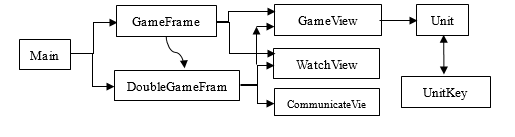 GameFrame
GameView
Unit
Main
WatchView
DoubleGameFram
UnitKey
CommunicateVie